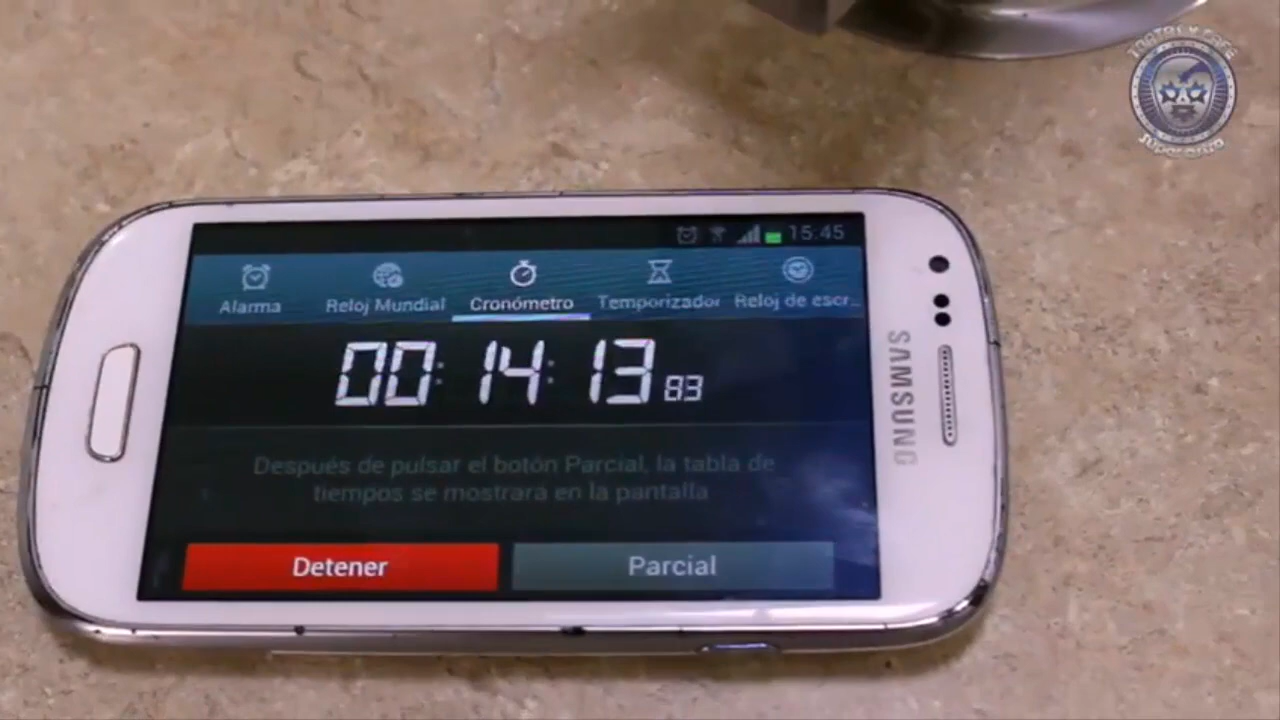 15:45
Alarma
Reloj Mundial
Cronómetro
Temporizador
Reloj de escr...
00:14:13 83
SAMSUNG
Después de pulsar el botón Parcial, la tabla de
tiempos se mostrara en la pantalla
Detener
Parcial